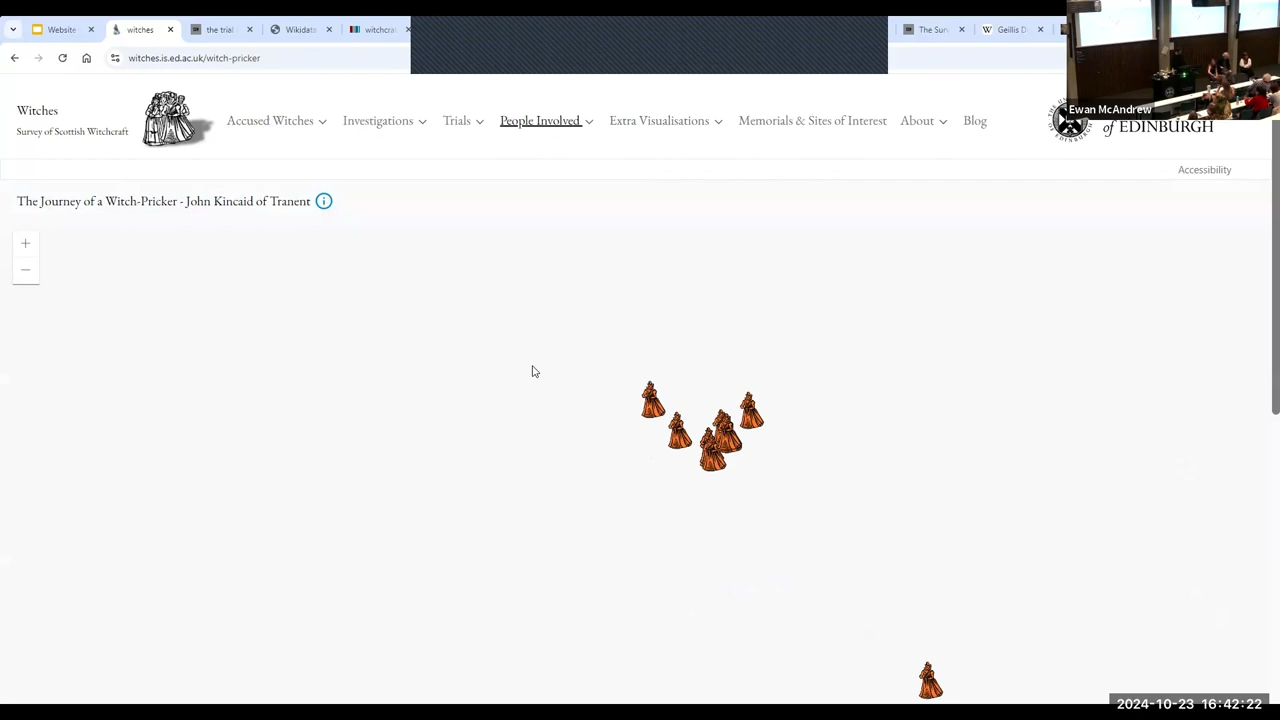 Website
witches
the trial
Wikidata
witchcra
The Surv
Geillis D
witches.is.ed.ac.uk/witch-pricker
Ewan McAndrew
Witches
Survey of Scottish Witchcraft
Accused Witches
Investigations
Trials
People Involved
Extra Visualisations
Memorials & Sites of Interest
About
Blog
of EDINBURGH
Accessibility
The Journey of a Witch-Pricker - John Kincaid of Tranent
2024-10-23 16:42:22